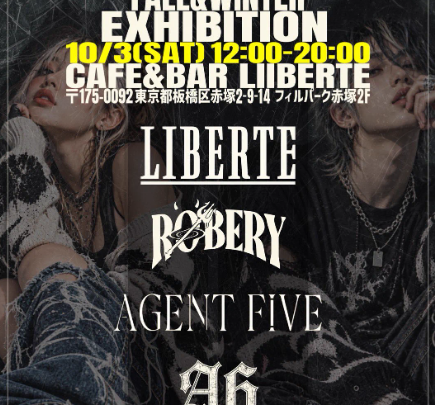 FALL&WINTER
EXHIBITION
10/3(SAT) 12:00-20:00
CAFE&BAR LIIBERTE
〒175-0092 東京都板橋区赤塚2-9-14 フィルパーク赤塚2F
LIBERTE
ROBERY
AGENT FIVE